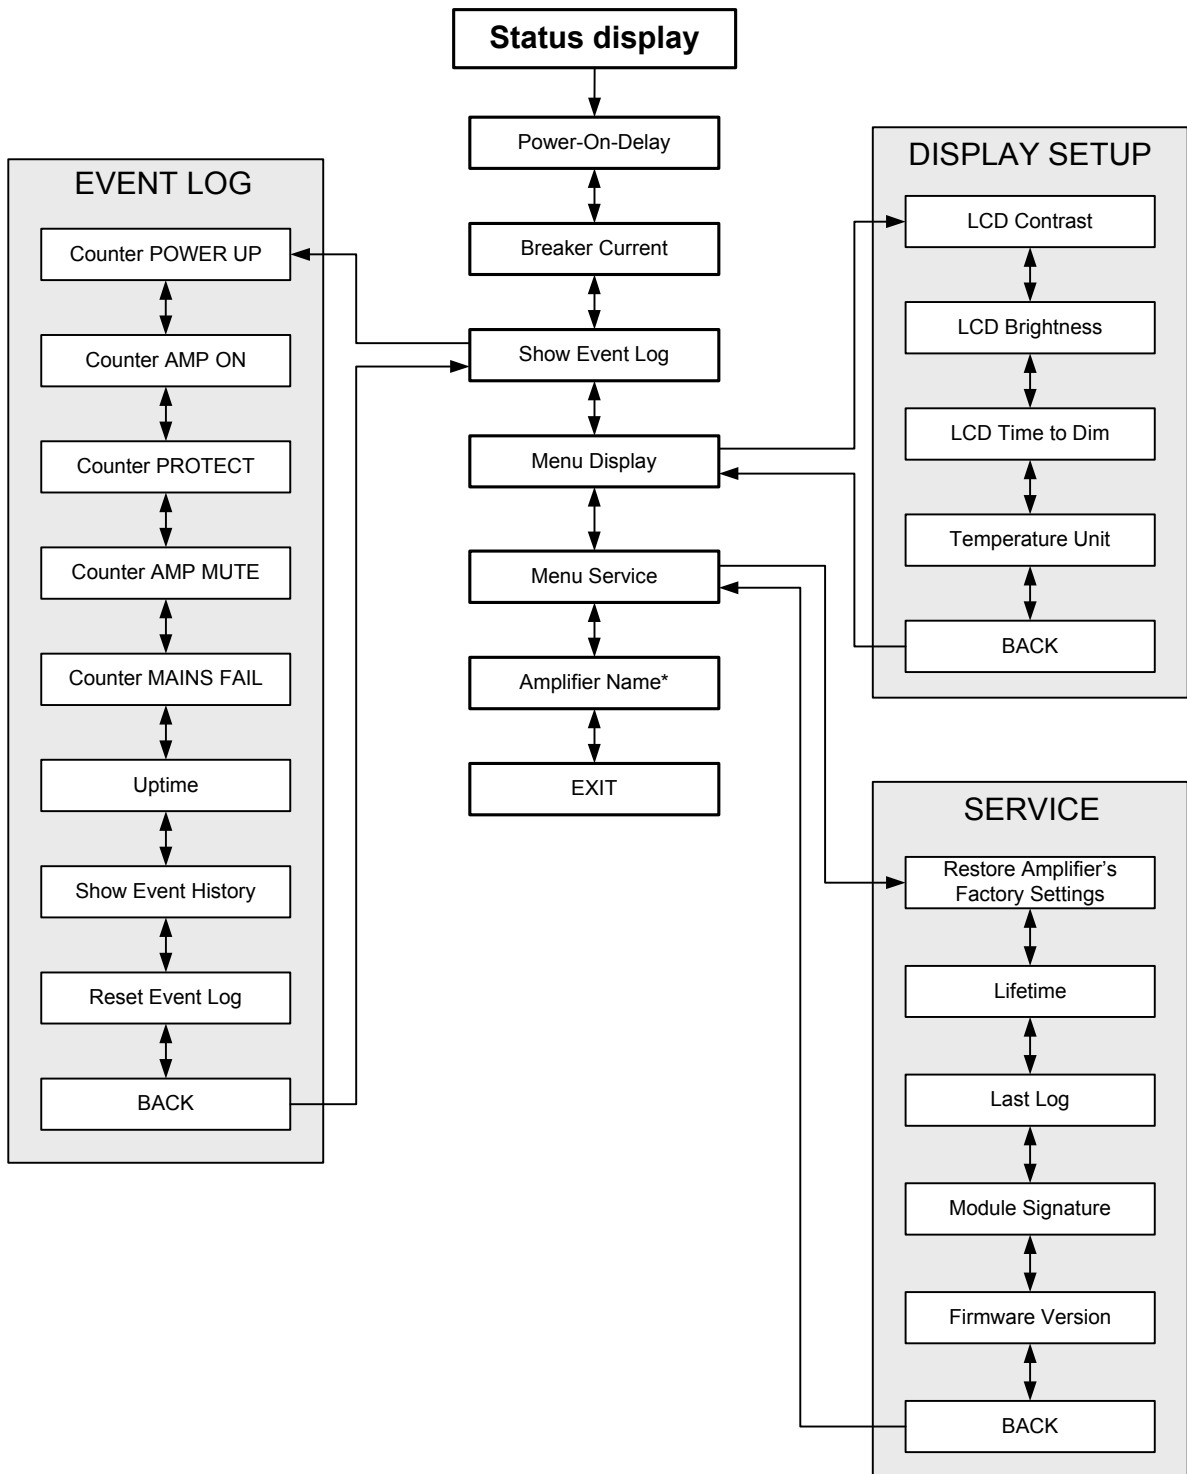 Status display
Power-On-Delay
Breaker Current
Show Event Log
Menu Display
Menu Service
Amplifier Name*
EXIT
EVENT LOG
Counter POWER UP
Counter AMP ON
Counter PROTECT
Counter AMP MUTE
Counter MAINS FAIL
Uptime
Show Event History
Reset Event Log
BACK
DISPLAY SETUP
LCD Contrast
LCD Brightness
LCD Time to Dim
Temperature Unit
BACK
SERVICE
Restore Amplifier's
Factory Settings
Lifetime
Last Log
Module Signature
Firmware Version
BACK